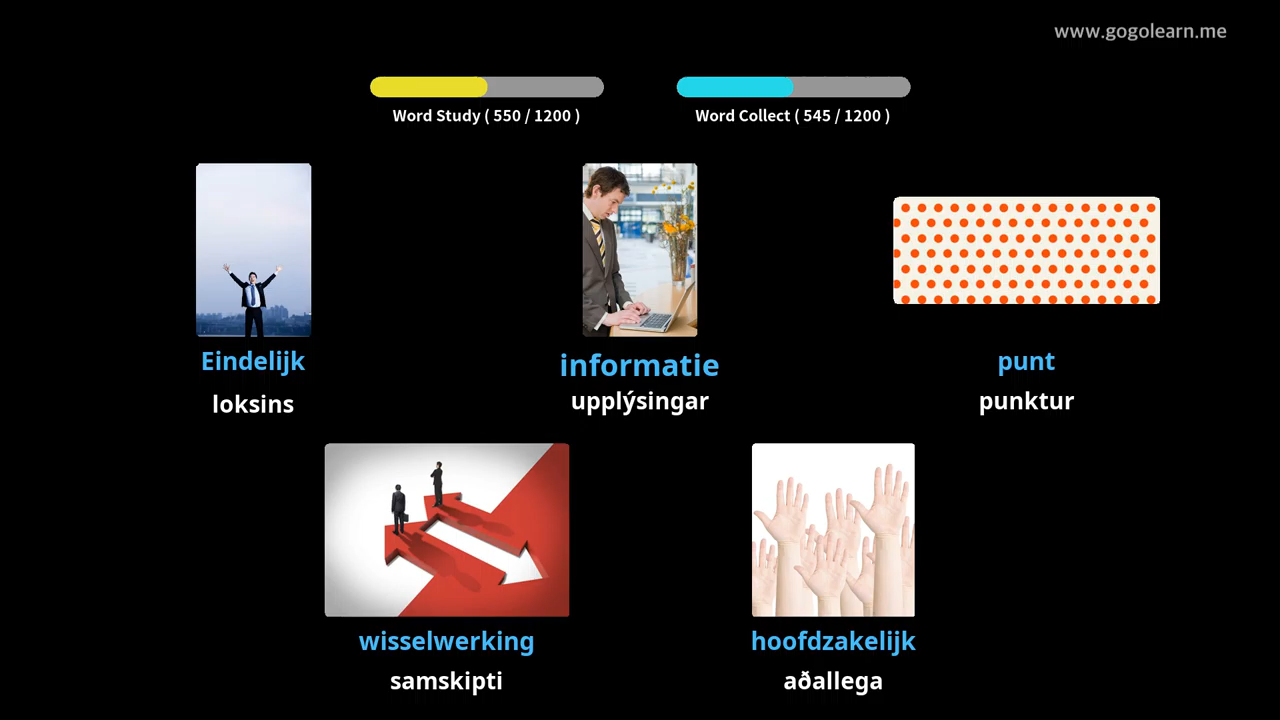 www.gogolearn.me
Word Study ( 550 / 1200 )
Word Collect ( 545 / 1200 )
Eindelijk
loksins
informatie
upplýsingar
punt
punktur
wisselwerking
samskipti
hoofdzakelijk
aðallega